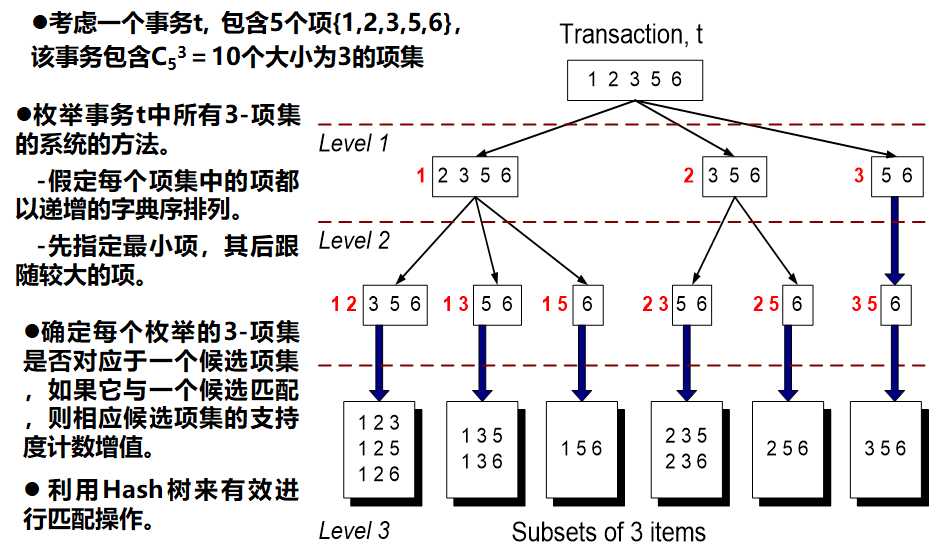 ●考虑一个事务t, 包含5个项{1,2,3,5,6},
该事务包含C₅³ = 10个大小为3的项集
●枚举事务t中所有3-项集
的系统的方法。
-假定每个项集中的项都
以递增的字典序排列。
-先指定最小项，其后跟
随较大的项。
●确定每个枚举的3-项集
是否对应于一个候选项集
，如果它与一个候选匹配
，则相应候选项集的支持
度计数增值。
● 利用Hash树来有效进
行匹配操作。
Transaction, t
1 2 3 5 6
Level 1
1 2 3 5 6
2 3 5 6
3 5 6
Level 2
1 2 3 5 6
1 3 5 6
1 5 6
2 3 5 6
2 5 6
3 5 6
1 2 3
1 2 5
1 2 6
1 3 5
1 3 6
1 5 6
2 3 5
2 3 6
2 5 6
3 5 6
Level 3
Subsets of 3 items